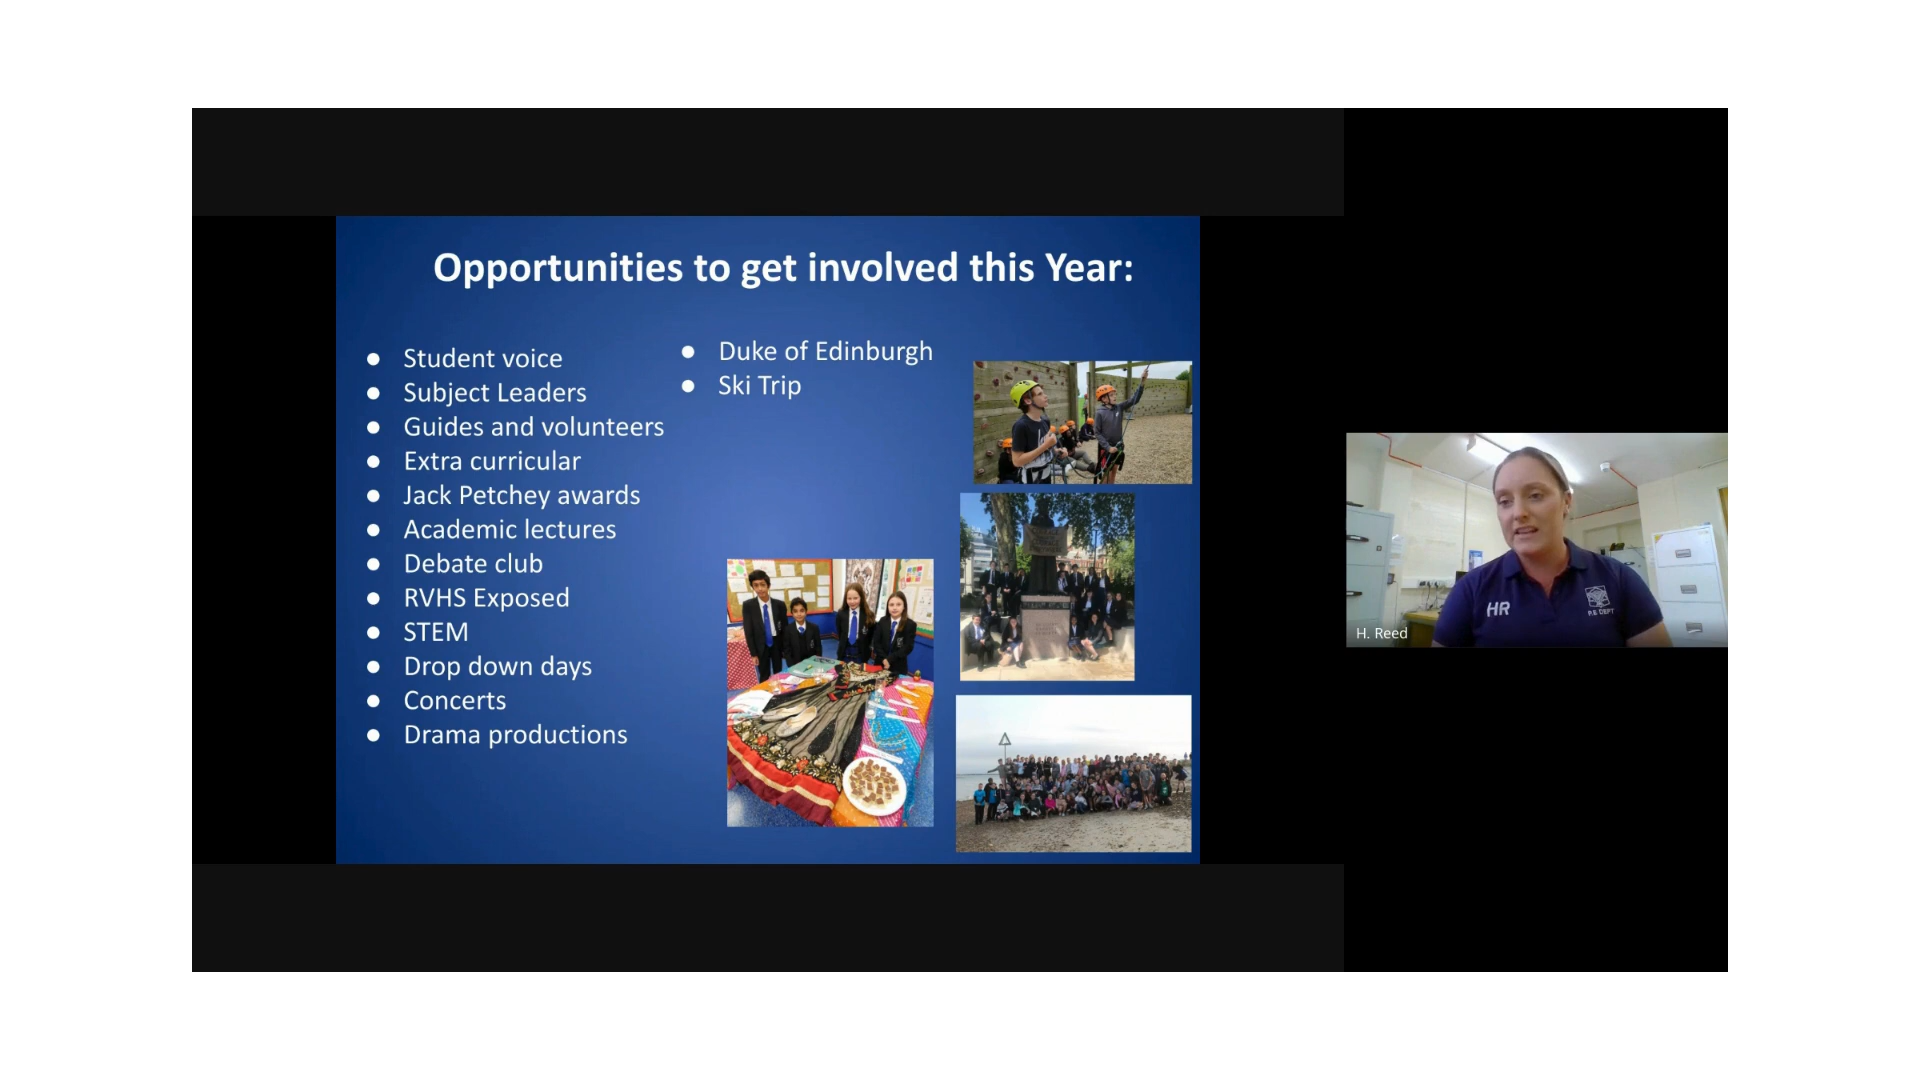 Opportunities to get involved this Year:
● Student voice
● Subject Leaders
● Guides and volunteers
● Extra curricular
● Jack Petchey awards
● Academic lectures
● Debate club
● RVHS Exposed
● STEM
● Drop down days
● Concerts
● Drama productions
● Duke of Edinburgh
● Ski Trip
HR
P.E DEPT
H. Reed